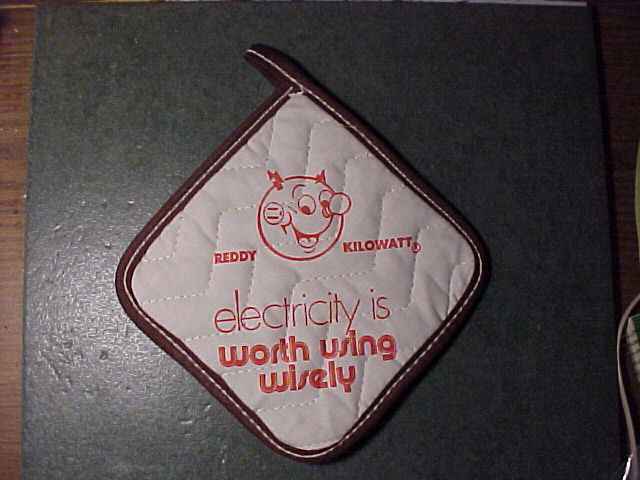 REDDY KILOWATT®
electricity is
worth using
wisely